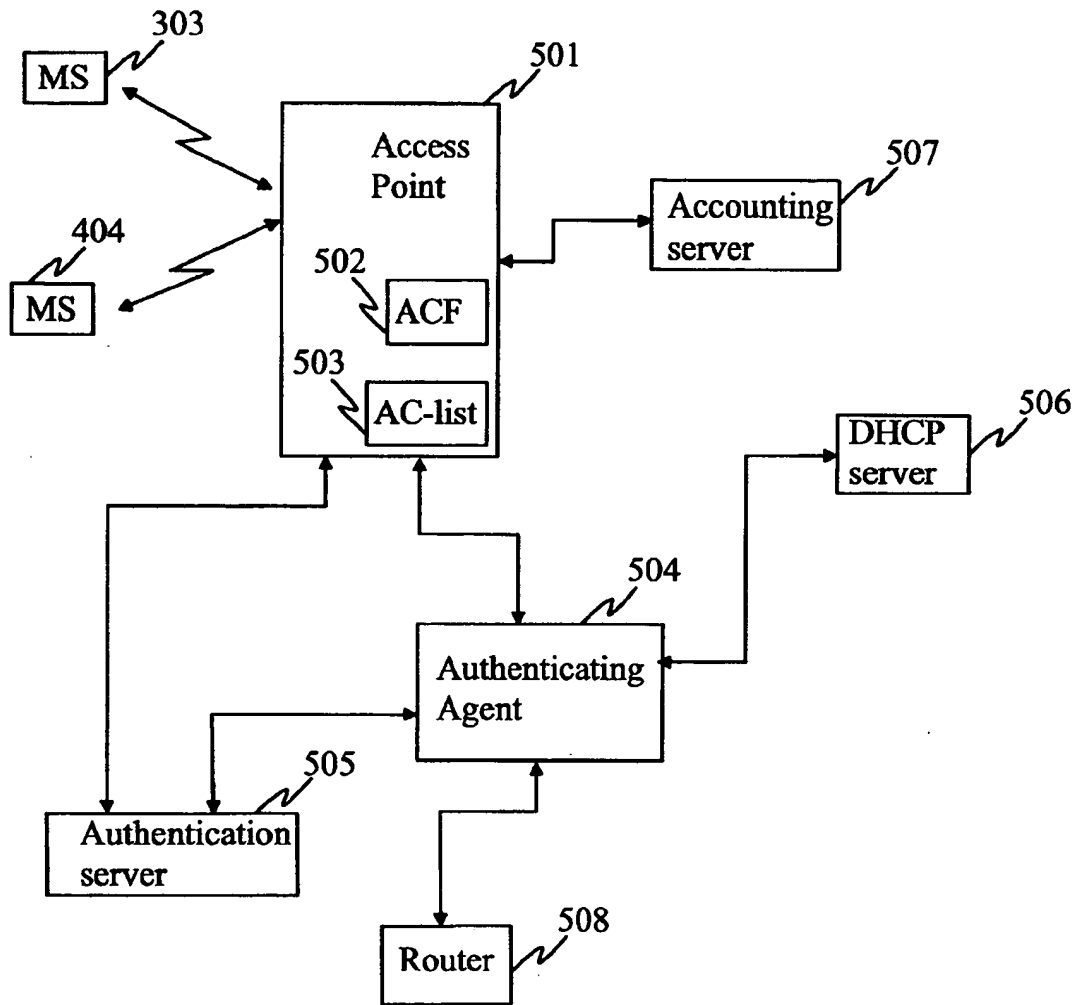 303
MS
501
Access
Point
507
Accounting
server
404
MS
502
ACF
503
AC-list
506
DHCP
server
504
Authenticating
Agent
505
Authentication
server
508
Router